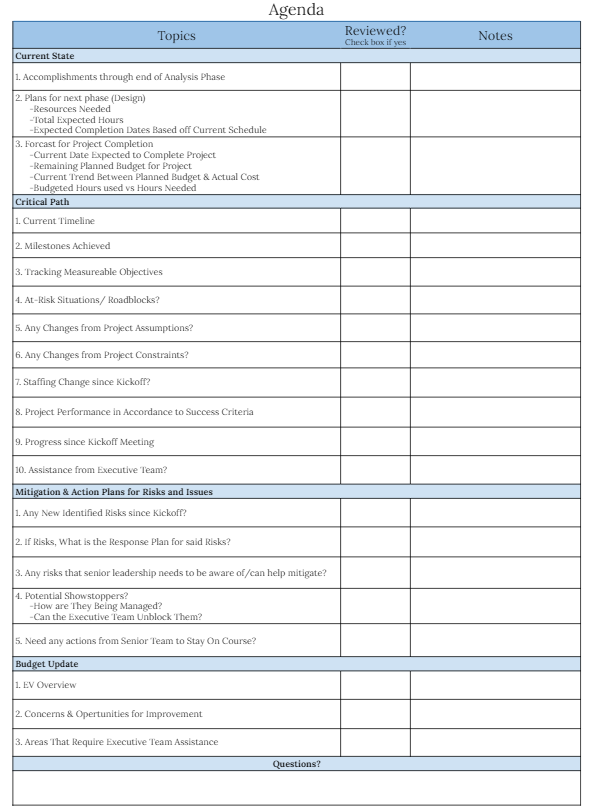 Agenda
Topics
Reviewed?
Check box if yes
Notes
Current State
1. Accomplishments through end of Analysis Phase
2. Plans for next phase (Design)
-Resources Needed
-Total Expected Hours
-Expected Completion Dates Based off Current Schedule
3. Forcast for Project Completion
-Current Date Expected to Complete Project
-Remaining Planned Budget for Project
-Current Trend Between Planned Budget & Actual Cost
-Budgeted Hours used vs Hours Needed
Critical Path
1. Current Timeline
2. Milestones Achieved
3. Tracking Measureable Objectives
4. At-Risk Situations/ Roadblocks?
5. Any Changes from Project Assumptions?
6. Any Changes from Project Constraints?
7. Staffing Change since Kickoff?
8. Project Performance in Accordance to Success Criteria
9. Progress since Kickoff Meeting
10. Assistance from Executive Team?
Mitigation & Action Plans for Risks and Issues
1. Any New Identified Risks since Kickoff?
2. If Risks, What is the Response Plan for said Risks?
3. Any risks that senior leadership needs to be aware of/can help mitigate?
4. Potential Showstoppers?
-How are They Being Managed?
-Can the Executive Team Unblock Them?
5. Need any actions from Senior Team to Stay On Course?
Budget Update
1. EV Overview
2. Concerns & Opertunities for Improvement
3. Areas That Require Executive Team Assistance
Questions?